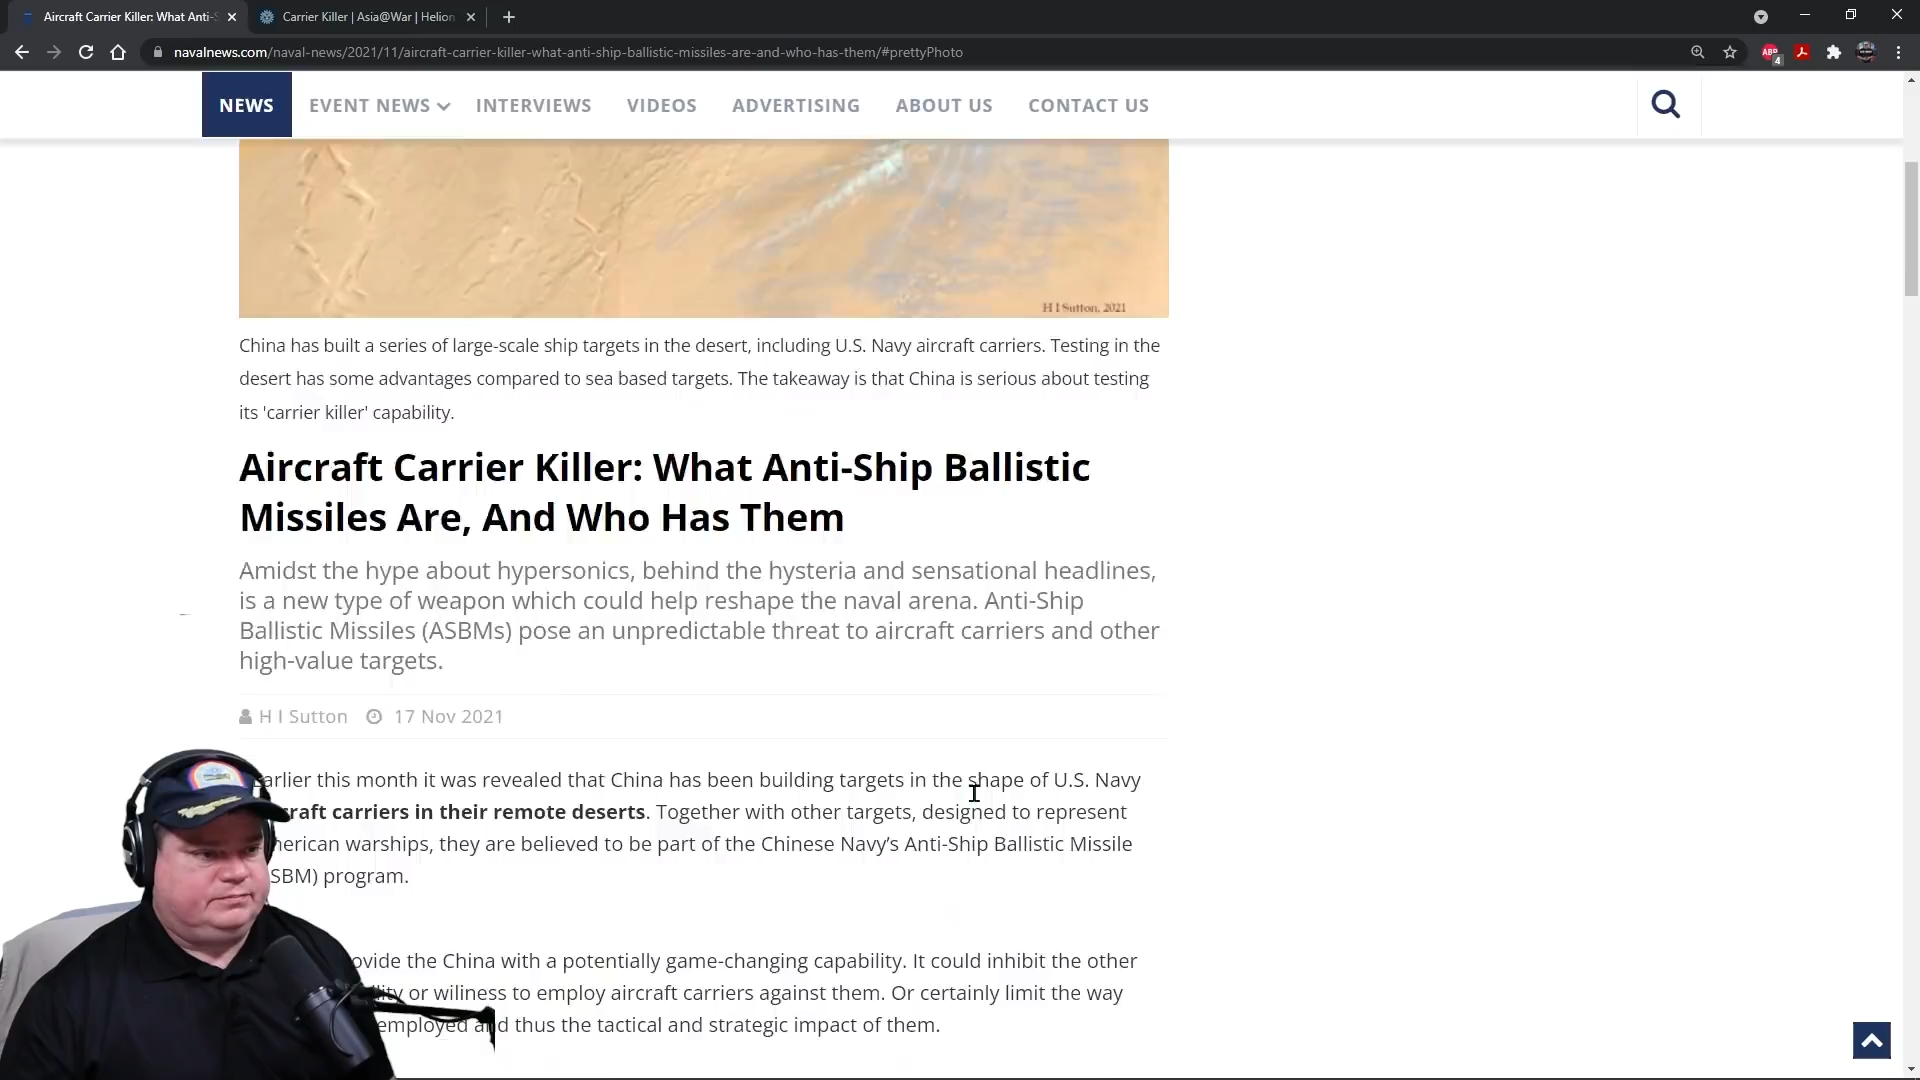 Aircraft Carrier Killer: What Anti-S
Carrier Killer | Asia@War | Helion
navalnews.com/naval-news/2021/11/aircraft-carrier-killer-what-anti-ship-ballistic-missiles-are-and-who-has-them/#prettyPhoto
ABP
4
NEWS EVENT NEWS INTERVIEWS VIDEOS ADVERTISING ABOUT US CONTACT US
H I Sutton, 2021
China has built a series of large-scale ship targets in the desert, including U.S. Navy aircraft carriers. Testing in the
desert has some advantages compared to sea based targets. The takeaway is that China is serious about testing
its 'carrier killer' capability.
Aircraft Carrier Killer: What Anti-Ship Ballistic
Missiles Are, And Who Has Them
Amidst the hype about hypersonics, behind the hysteria and sensational headlines,
is a new type of weapon which could help reshape the naval arena. Anti-Ship
Ballistic Missiles (ASBMs) pose an unpredictable threat to aircraft carriers and other
high-value targets.
H I Sutton 17 Nov 2021
arlier this month it was revealed that China has been building targets in the shape of U.S. Navy
craft carriers in their remote deserts. Together with other targets, designed to represent
erican warships, they are believed to be part of the Chinese Navy’s Anti-Ship Ballistic Missile
SBM) program.
ovide the China with a potentially game-changing capability. It could inhibit the other
ity or wiliness to employ aircraft carriers against them. Or certainly limit the way
employed and thus the tactical and strategic impact of them.